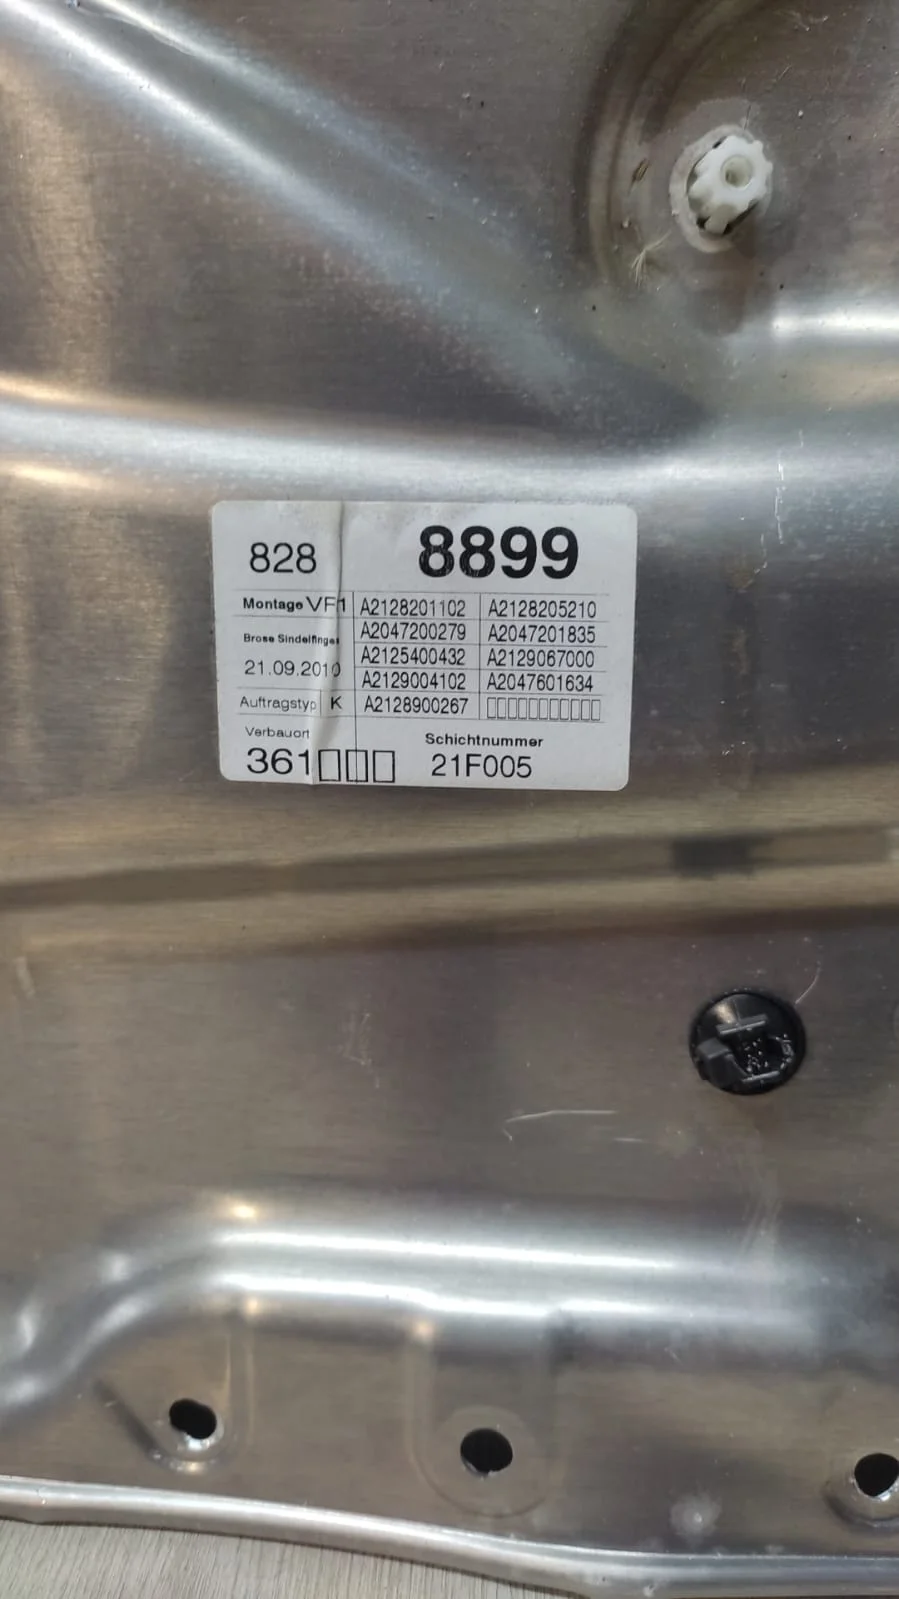 828 8899
Montage VF1 A2128201102 A2128205210
A2047200279 A2047201835
Brose Sindelfingen
A2125400432 A2129067000
21.09.2010
A2129004102 A2047601634
Auftragstyp K A2128900267
Verbauort Schichtnummer
361 21F005